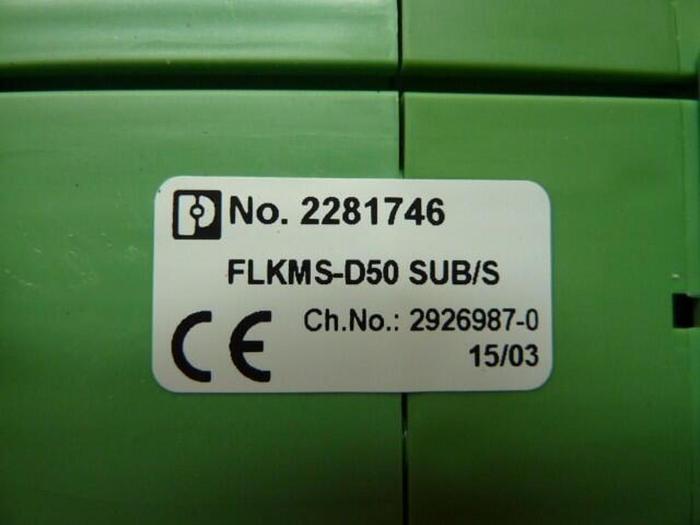 No. 2281746
FLKMS-D50 SUB/S
CE Ch.No.: 2926987-0
15/03